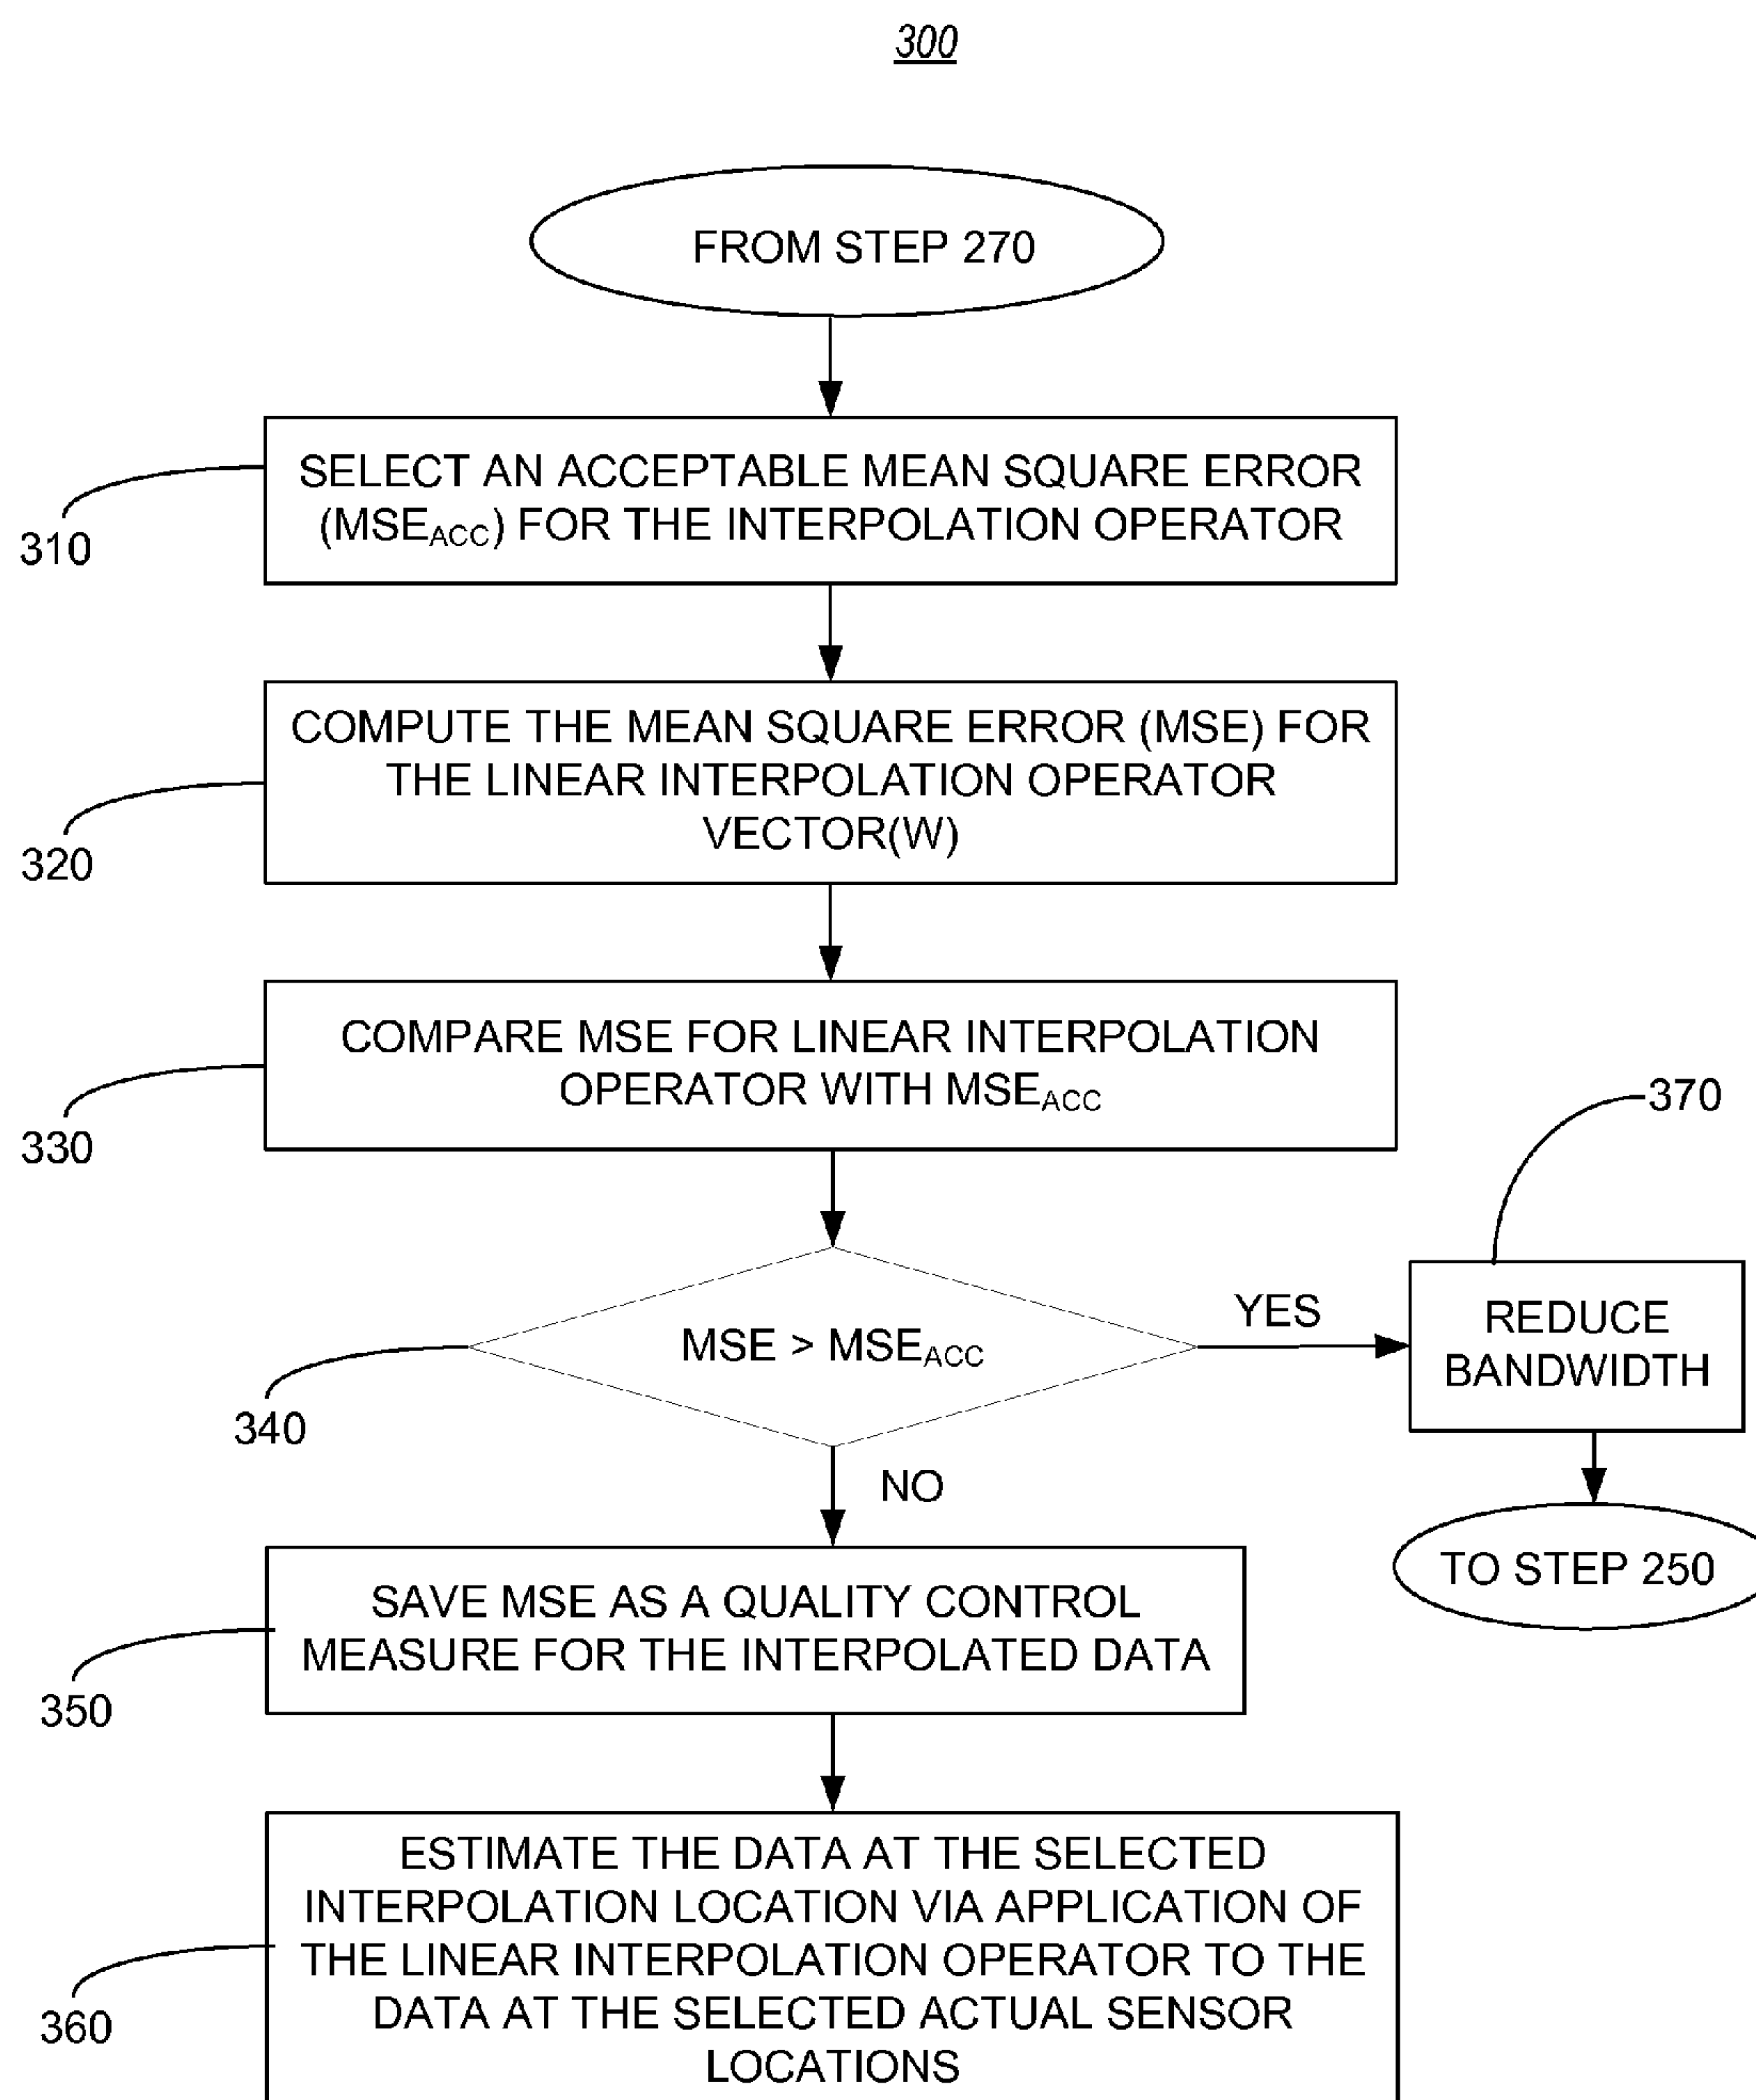 300
FROM STEP 270
SELECT AN ACCEPTABLE MEAN SQUARE ERROR
(MSEACC) FOR THE INTERPOLATION OPERATOR
310
COMPUTE THE MEAN SQUARE ERROR (MSE) FOR
THE LINEAR INTERPOLATION OPERATOR
VECTOR(W)
320
COMPARE MSE FOR LINEAR INTERPOLATION
OPERATOR WITH MSEACC
330
370
MSE > MSEACC
YES
REDUCE
BANDWIDTH
340
NO
TO STEP 250
SAVE MSE AS A QUALITY CONTROL
MEASURE FOR THE INTERPOLATED DATA
350
ESTIMATE THE DATA AT THE SELECTED
INTERPOLATION LOCATION VIA APPLICATION OF
THE LINEAR INTERPOLATION OPERATOR TO THE
DATA AT THE SELECTED ACTUAL SENSOR
LOCATIONS
360